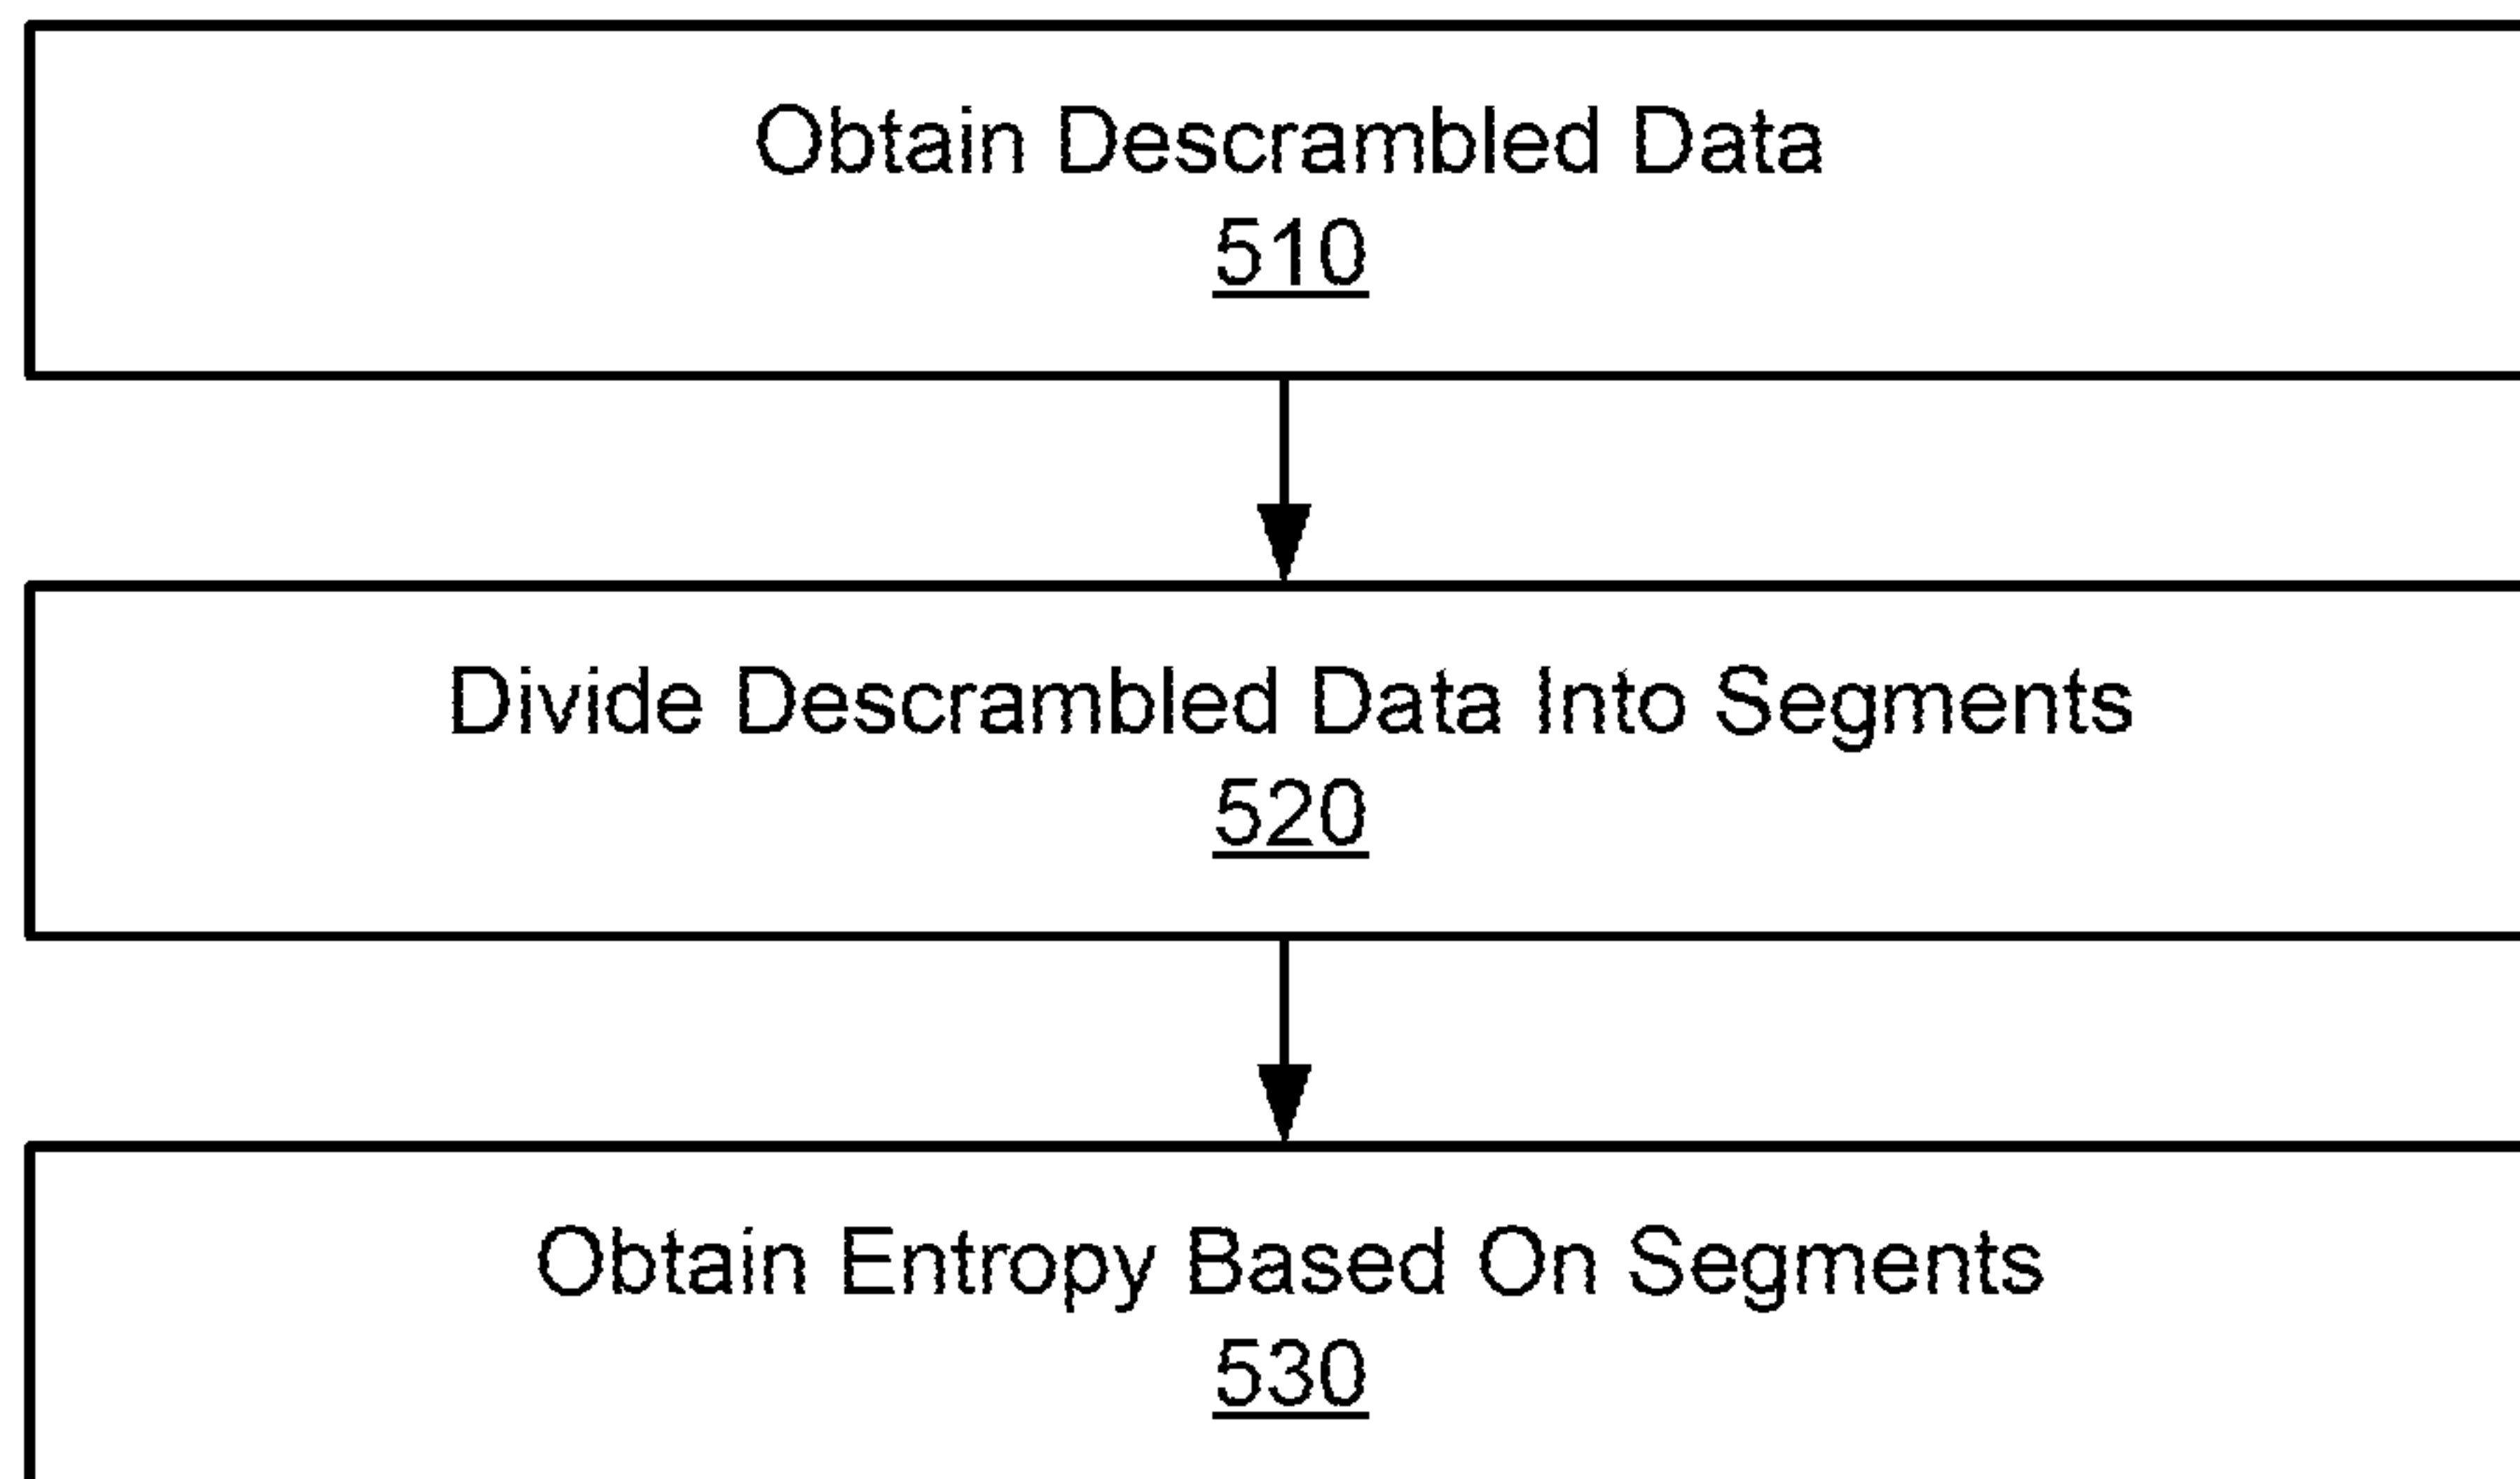 Obtain Descrambled Data
510
Divide Descrambled Data Into Segments
520
Obtain Entropy Based On Segments
530